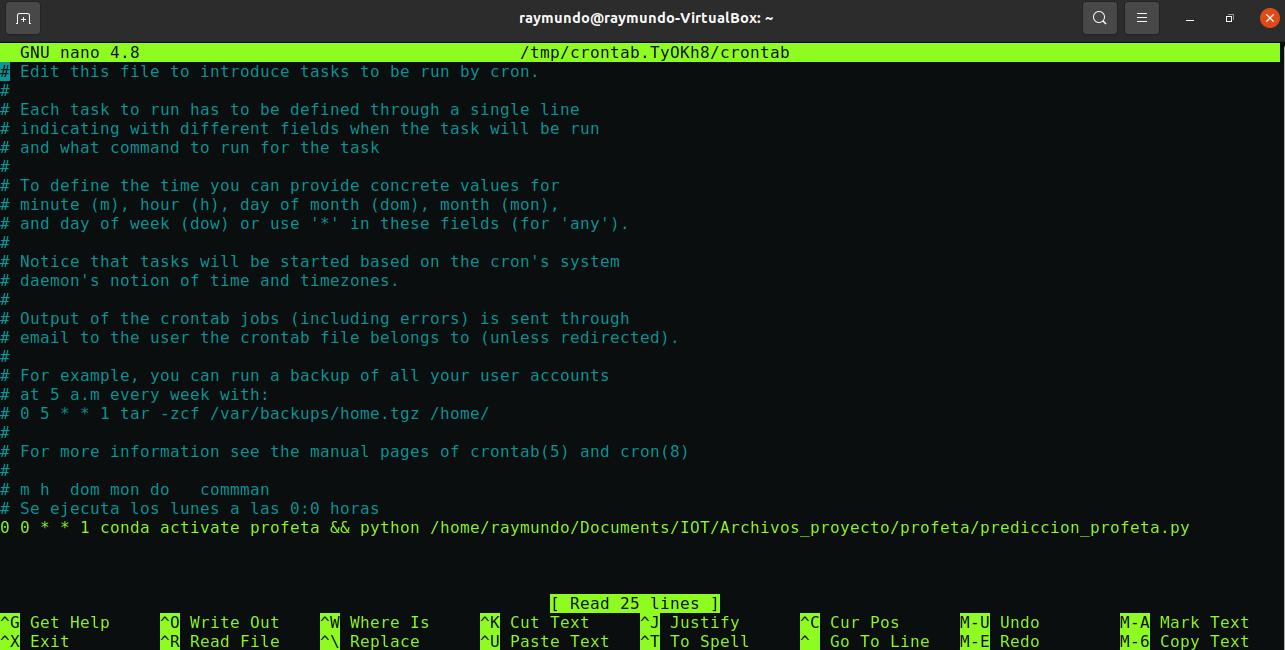 raymundo@raymundo-VirtualBox: ~
GNU nano 4.8 /tmp/crontab.TyOKh8/crontab
# Edit this file to introduce tasks to be run by cron.
#
# Each task to run has to be defined through a single line
# indicating with different fields when the task will be run
# and what command to run for the task
#
# To define the time you can provide concrete values for
# minute (m), hour (h), day of month (dom), month (mon),
# and day of week (dow) or use '*' in these fields (for 'any').
#
# Notice that tasks will be started based on the cron's system
# daemon's notion of time and timezones.
#
# Output of the crontab jobs (including errors) is sent through
# email to the user the crontab file belongs to (unless redirected).
#
# For example, you can run a backup of all your user accounts
# at 5 a.m every week with:
# 0 5 * * 1 tar -zcf /var/backups/home.tgz /home/
#
# For more information see the manual pages of crontab(5) and cron(8)
#
# m h  dom mon do   commman
# Se ejecuta los lunes a las 0:0 horas
0 0 * * 1 conda activate profeta && python /home/raymundo/Documents/IOT/Archivos_proyecto/profeta/prediccion_profeta.py
[ Read 25 lines ]
^G Get Help ^O Write Out ^W Where Is ^K Cut Text ^J Justify ^C Cur Pos M-U Undo M-A Mark Text
^X Exit ^R Read File ^\ Replace ^U Paste Text ^T To Spell ^_ Go To Line M-E Redo M-6 Copy Text